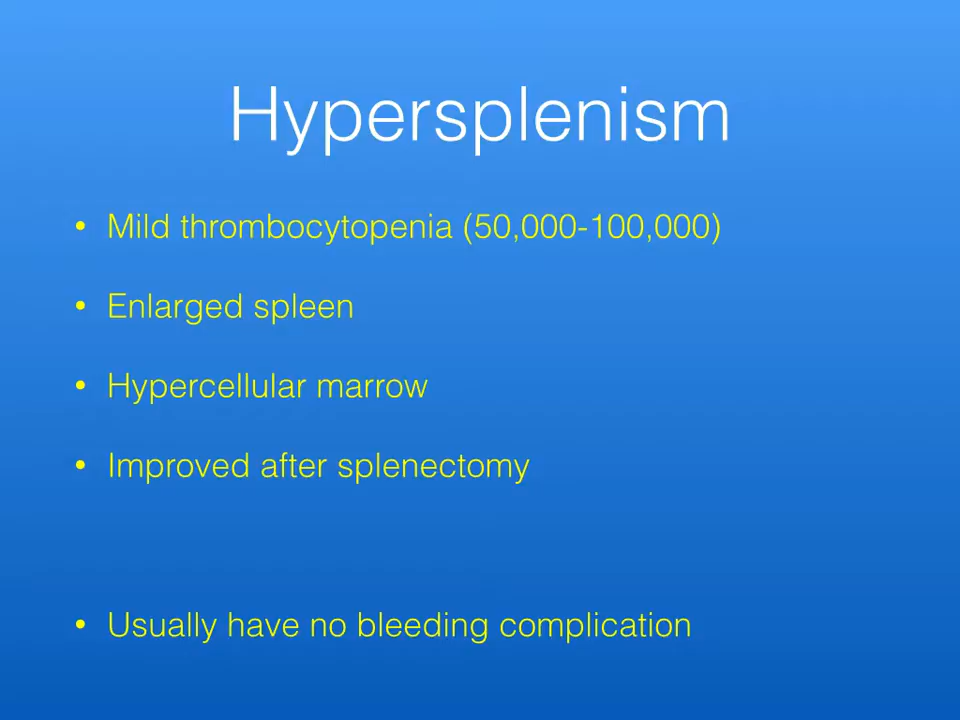 Hypersplenism
• Mild thrombocytopenia (50,000-100,000)
• Enlarged spleen
• Hypercellular marrow
• Improved after splenectomy
• Usually have no bleeding complication